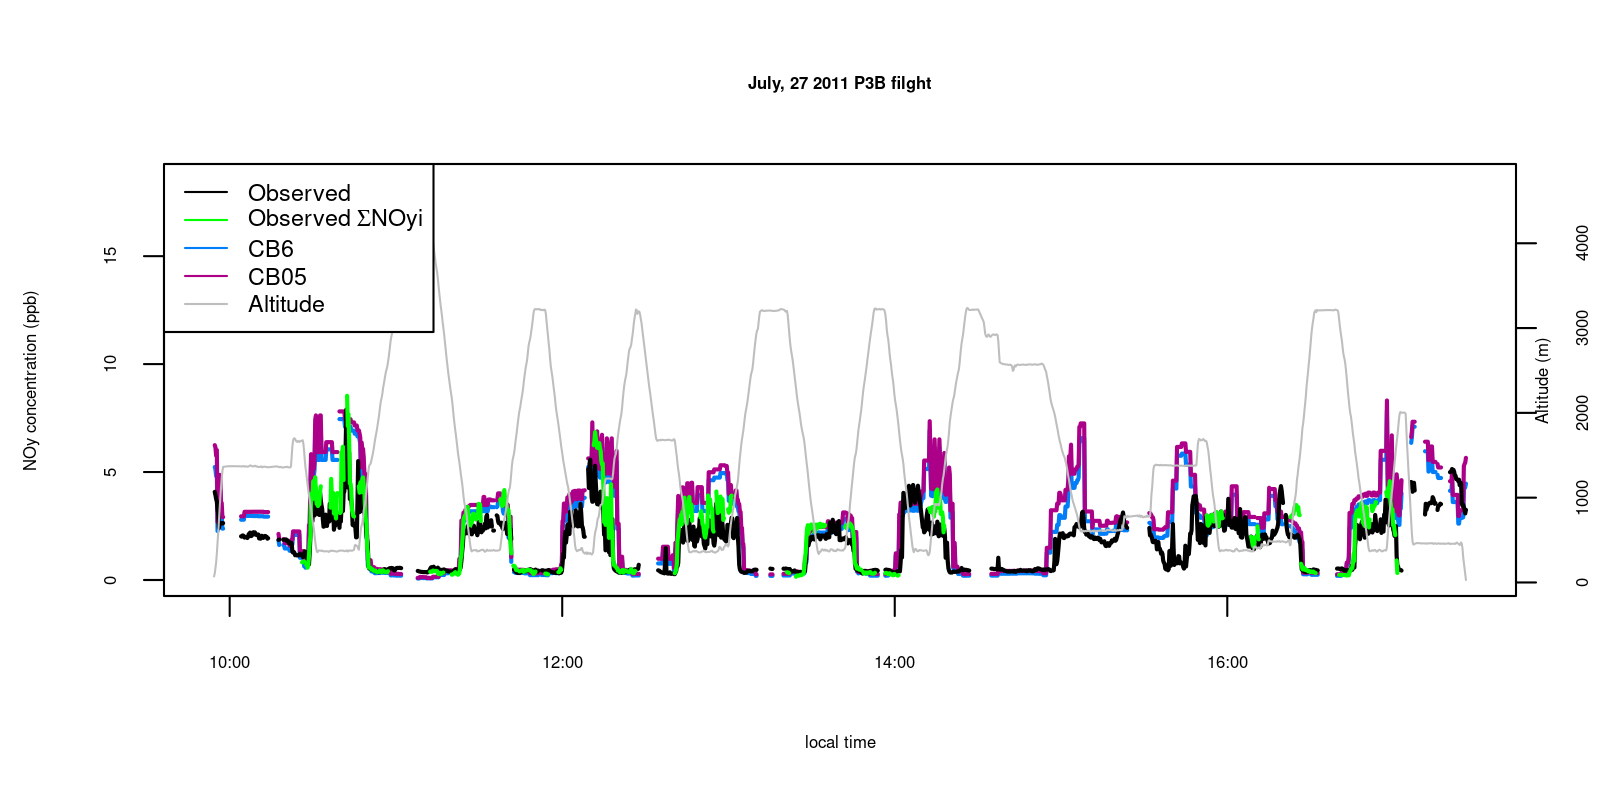 July, 27 2011 P3B filght
Observed
Observed ΣNOyi
CB6
CB05
Altitude
NOy concentration (ppb)
15
10
5
0
Altitude (m)
4000
3000
2000
1000
0
10:00 12:00 14:00 16:00
local time